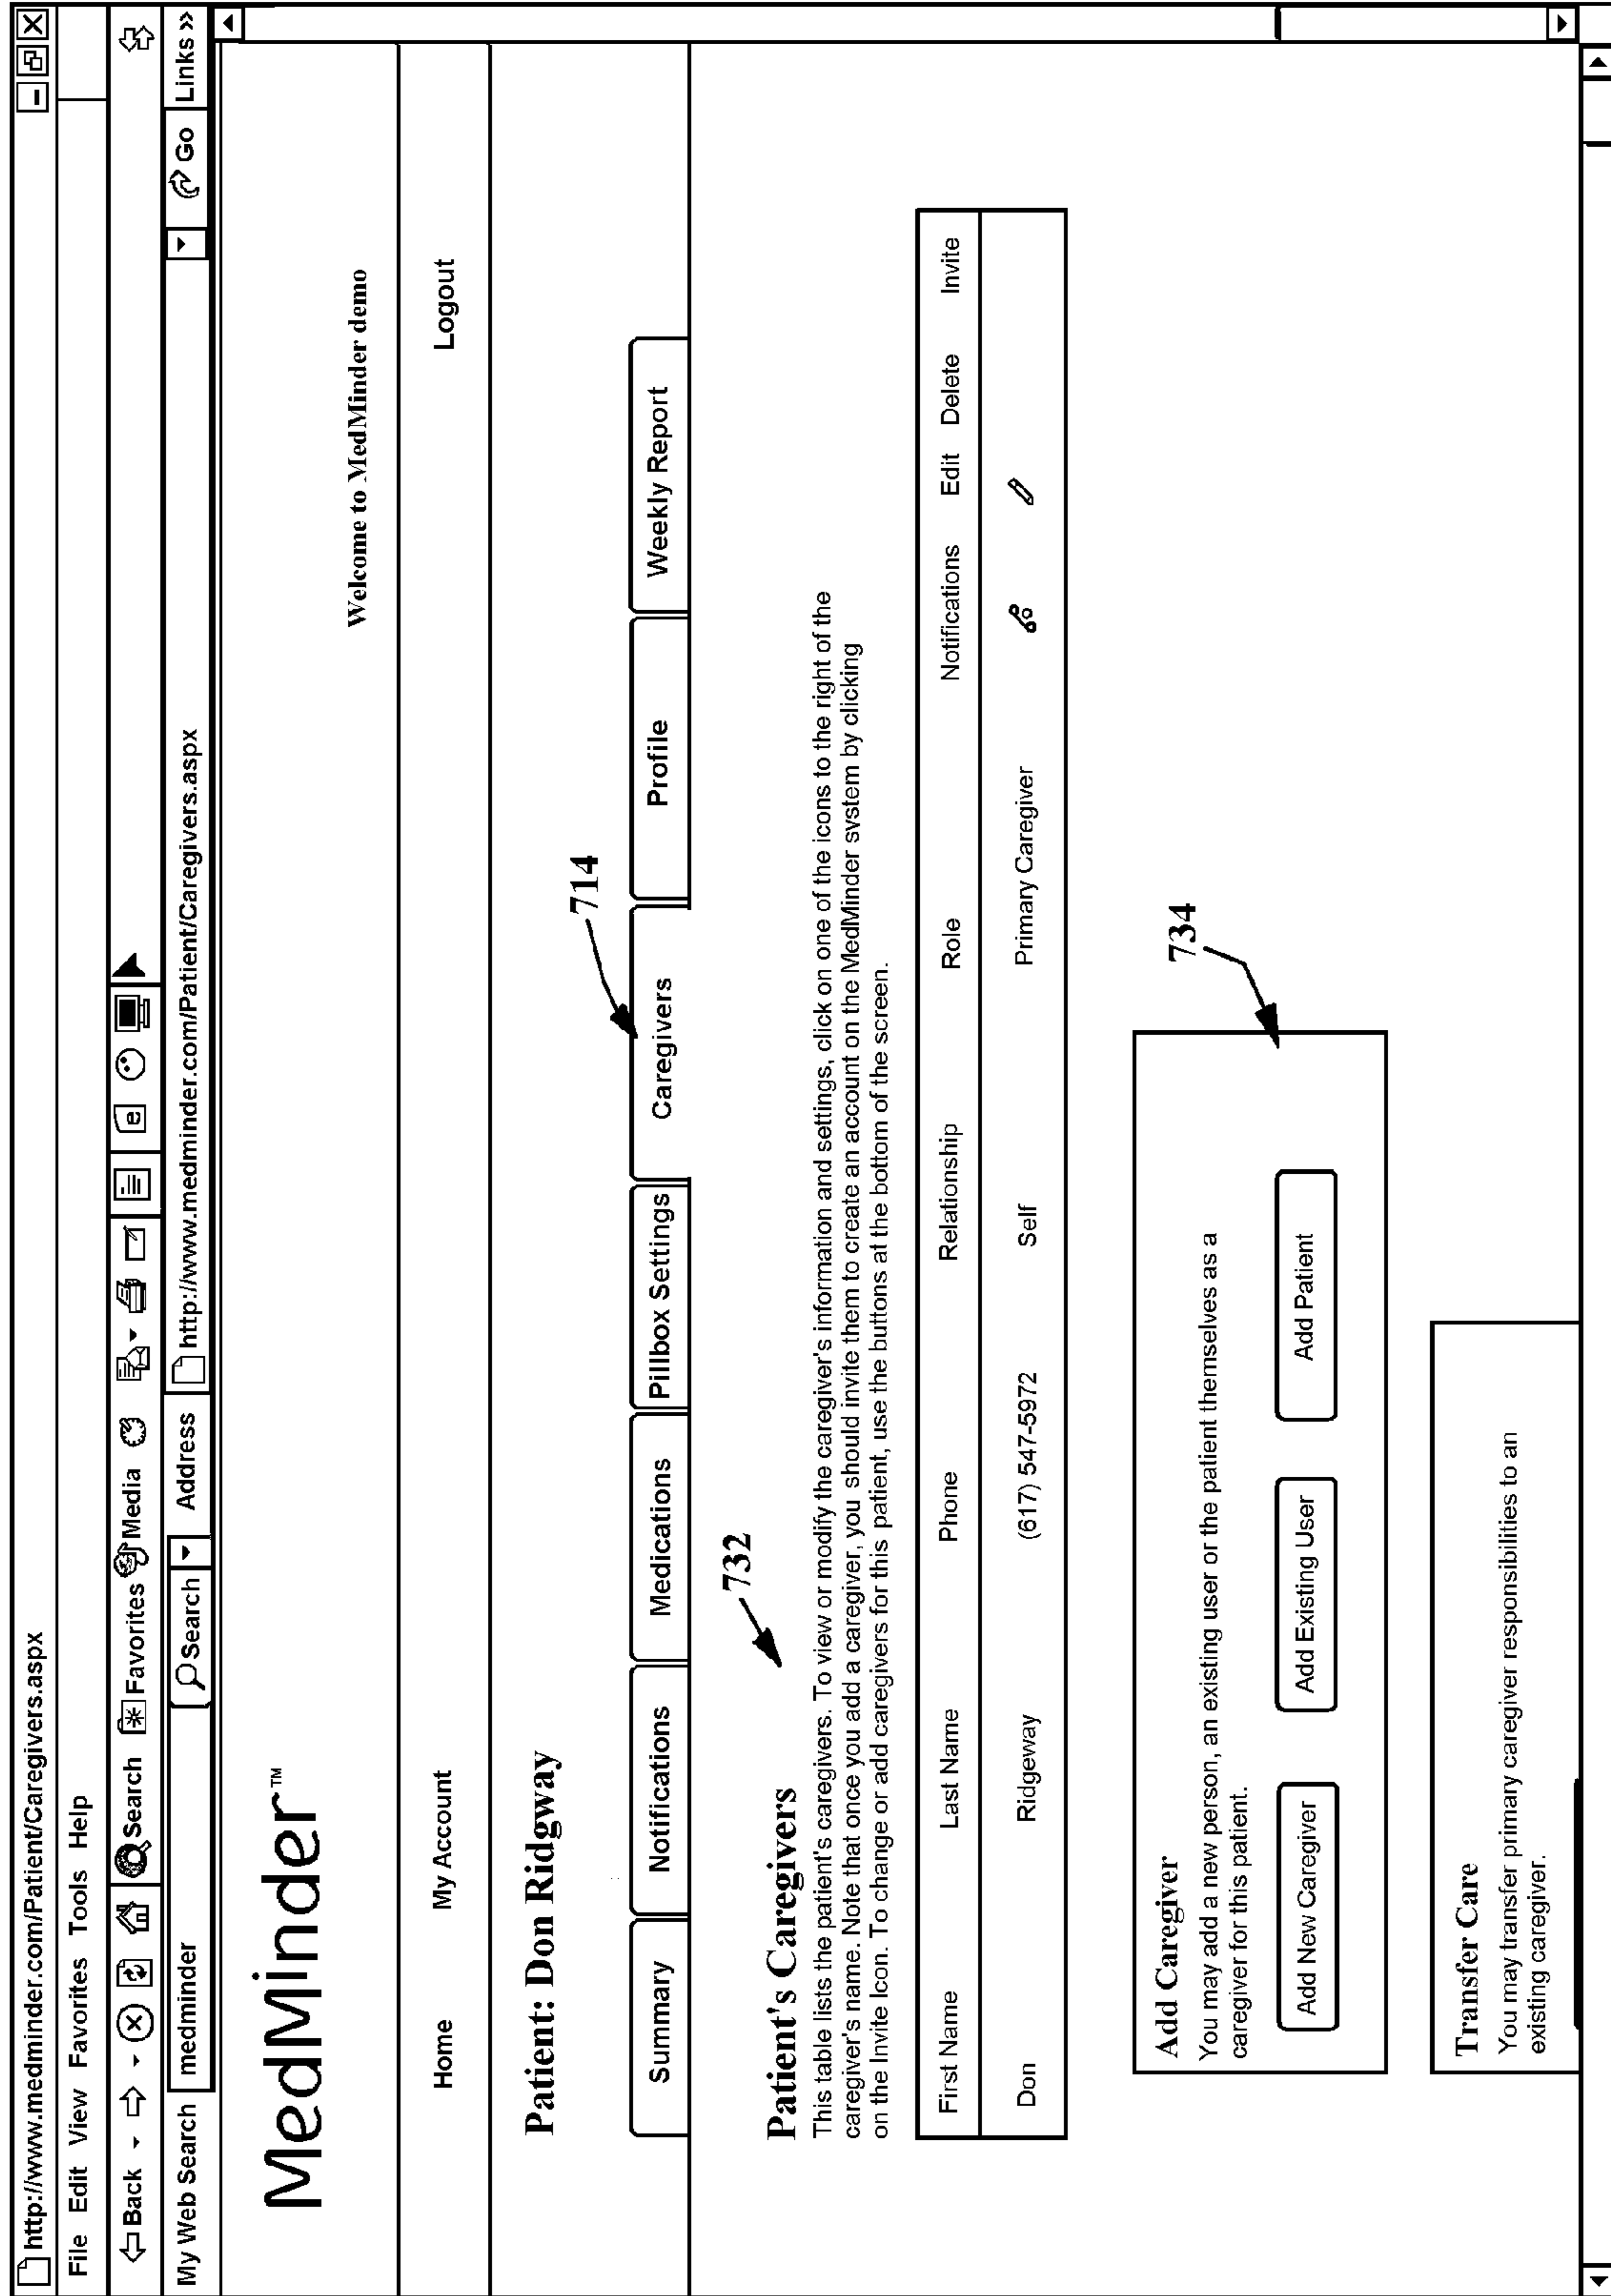 http://www.medminder.com/Patient/Caregivers.aspx
File Edit View Favorites Tools Help
Back Search Favorites Media
My Web Search medminder Search Address http://www.medminder.com/Patient/Caregivers.aspx Go Links »
MedMinder™
Welcome to MedMinder demo
Home My Account Logout
Patient: Don Ridgway
714
Summary Notifications Medications Pillbox Settings Caregivers Profile Weekly Report
732
Patient's Caregivers
This table lists the patient's caregivers. To view or modify the caregiver's information and settings, click on one of the icons to the right of the
caregiver's name. Note that once you add a caregiver, you should invite them to create an account on the MedMinder system by clicking
on the Invite Icon. To change or add caregivers for this patient, use the buttons at the bottom of the screen.
First Name Last Name Phone Relationship Role Notifications Edit Delete Invite
Don Ridgeway (617) 547-5972 Self Primary Caregiver
734
Add Caregiver
You may add a new person, an existing user or the patient themselves as a
caregiver for this patient.
Add New Caregiver Add Existing User Add Patient
Transfer Care
You may transfer primary caregiver responsibilities to an
existing caregiver.